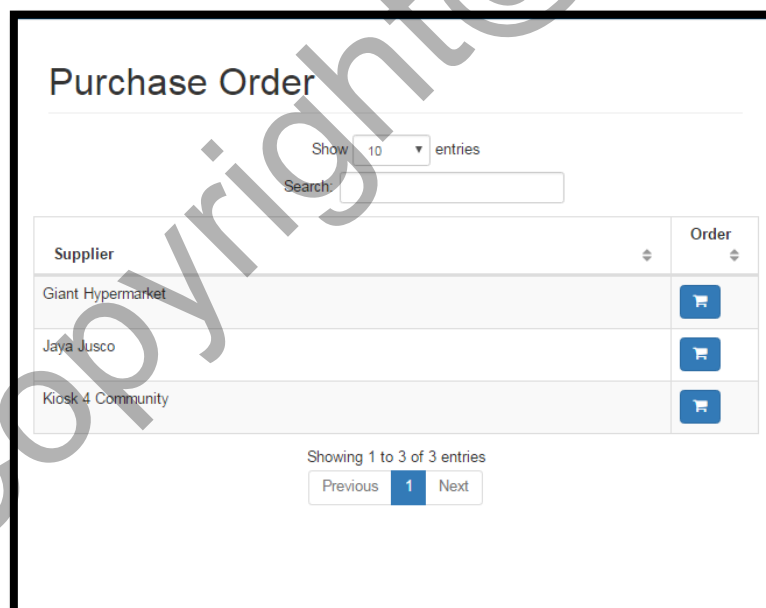 Purchase Order
Show 10 entries
Search:
Supplier Order
Giant Hypermarket
Jaya Jusco
Kiosk 4 Community
Showing 1 to 3 of 3 entries
Previous 1 Next
copyright@